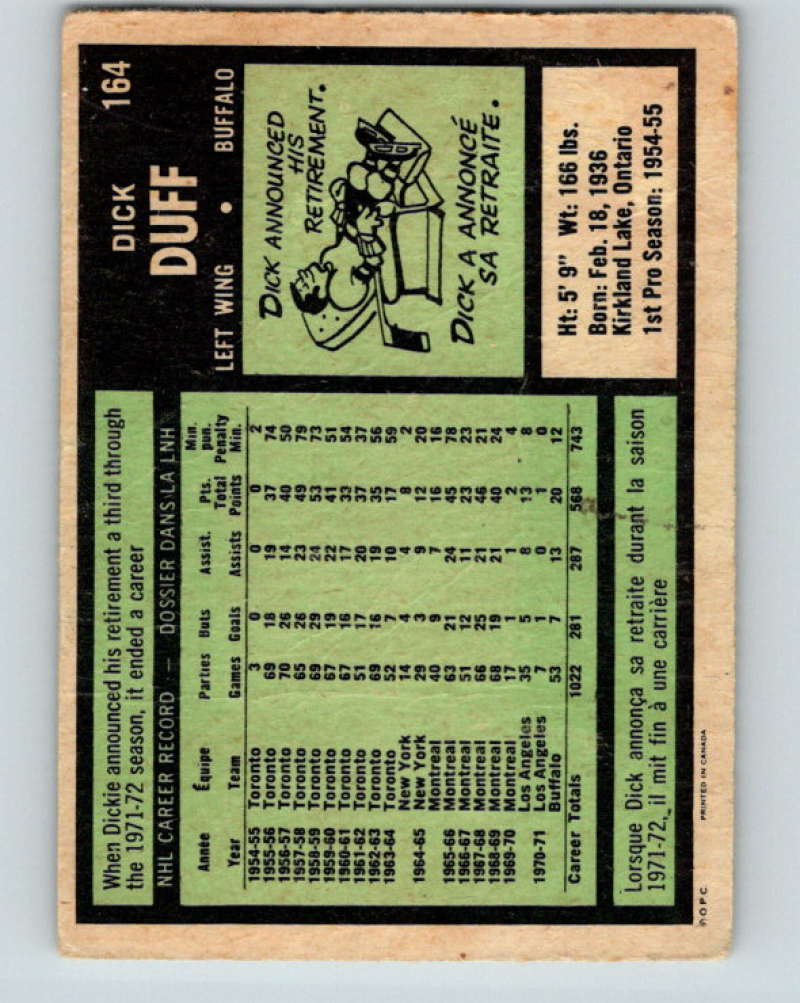 164
DICK
DUFF
LEFT WING • BUFFALO
DICK ANNOUNCED
HIS
RETIREMENT.
DICK A ANNONCÉ
SA RETRAITE.
Ht: 5' 9" Wt: 166 lbs.
Born: Feb. 18, 1936
Kirkland Lake, Ontario
1st Pro Season: 1954-55
When Dickie announced his retirement a third through
the 1971-72 season, it ended a career
NHL CAREER RECORD — DOSSIER DANS LA LNH
Min.
Pts. pun.
Année Équipe Parties Buts Assist. Total Penalty
Year Team Games Goals Assists Points Min.
1954-55 Toronto 3 0 0 0 2
1955-56 Toronto 69 18 19 37 74
1956-57 Toronto 70 26 14 40 50
1957-58 Toronto 65 26 23 49 79
1958-59 Toronto 69 29 24 53 73
1959-60 Toronto 67 19 22 41 51
1960-61 Toronto 67 16 17 33 54
1961-62 Toronto 51 17 20 37 37
1962-63 Toronto 69 16 19 35 56
1963-64 Toronto 52 7 10 17 59
New York 14 4 4 8 2
1964-65 New York 29 3 9 12 20
Montreal 40 9 7 16 16
1965-66 Montreal 63 21 24 45 78
1966-67 Montreal 51 12 11 23 23
1967-68 Montreal 66 25 21 46 21
1968-69 Montreal 68 19 21 40 24
1969-70 Montreal 17 1 1 2 4
Los Angeles 35 5 8 13 8
1970-71 Los Angeles 7 1 0 1 0
Buffalo 53 7 13 20 12
Career Totals 1022 281 287 568 743
Lorsque Dick annonça sa retraite durant la saison
1971-72, il mit fin à une carrière
©O.P.C. PRINTED IN CANADA